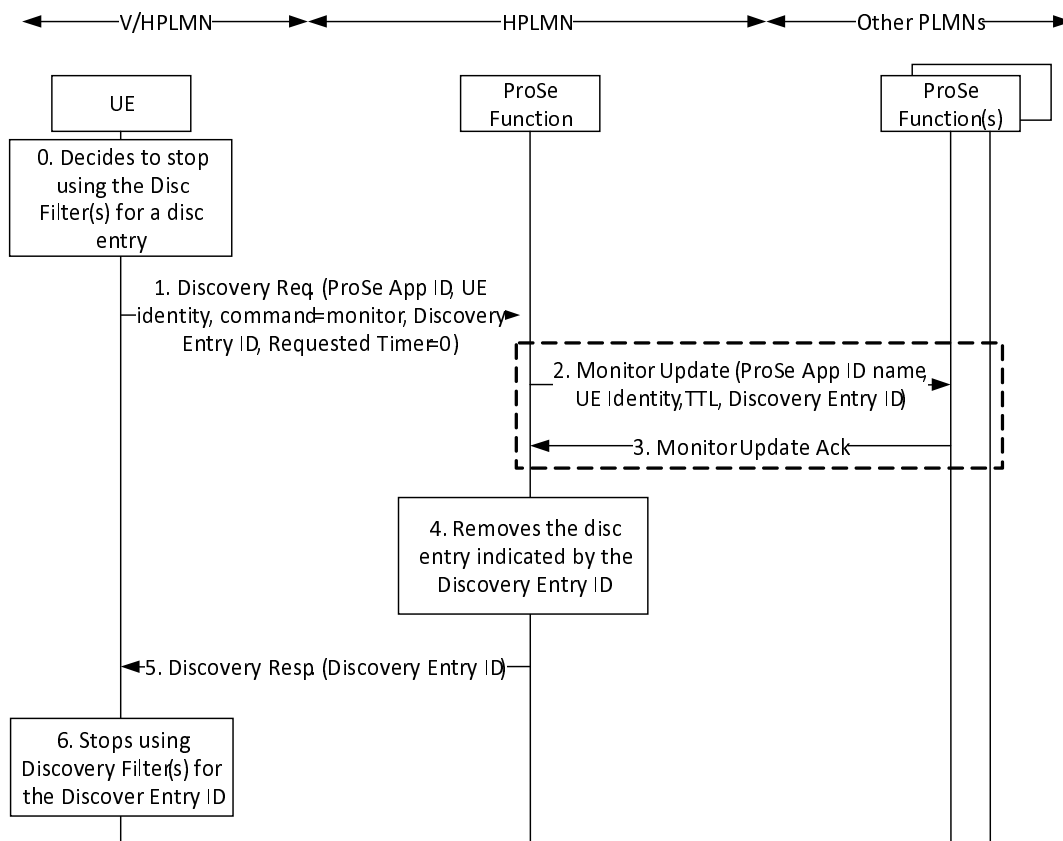 V/HPLMN
HPLMN
Other PLMNs
UE
ProSe
Function
ProSe
Function(s)
0. Decides to stop
using the Disc
Filter(s) for a disc
entry
1. Discovery Req. (ProSe App ID, UE
identity, command=monitor, Discovery
Entry ID, Requested Timer=0)
2. Monitor Update (ProSe App ID name,
UE Identity,TTL, Discovery Entry ID)
3. Monitor Update Ack
4. Removes the disc
entry indicated by the
Discovery Entry ID
5. Discovery Resp. (Discovery Entry ID)
6. Stops using
Discovery Filter(s) for
the Discover Entry ID